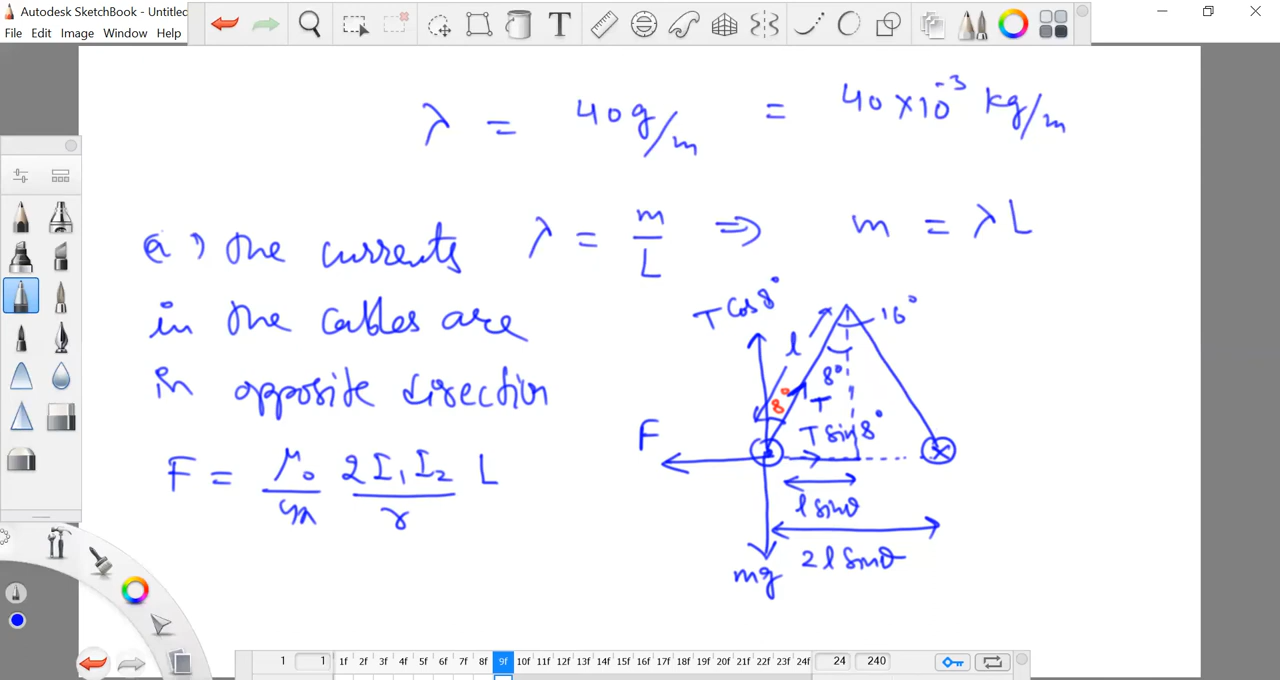 Autodesk SketchBook - Untitled
File Edit Image Window Help
λ = 40g/m = 40×10⁻³ kg/m
a) The currents λ = m/L ⇒ m = λL
in the cables are
in opposite direction
F = μ₀/4π 2I₁I₂/r L
T cos8°
16°
l
8°
8°
T
T sin8°
F
l sinθ
2l sinθ
mg
1 1 1f 2f 3f 4f 5f 6f 7f 8f 9f 10f 11f 12f 13f 14f 15f 16f 17f 18f 19f 20f 21f 22f 23f 24f 24 240